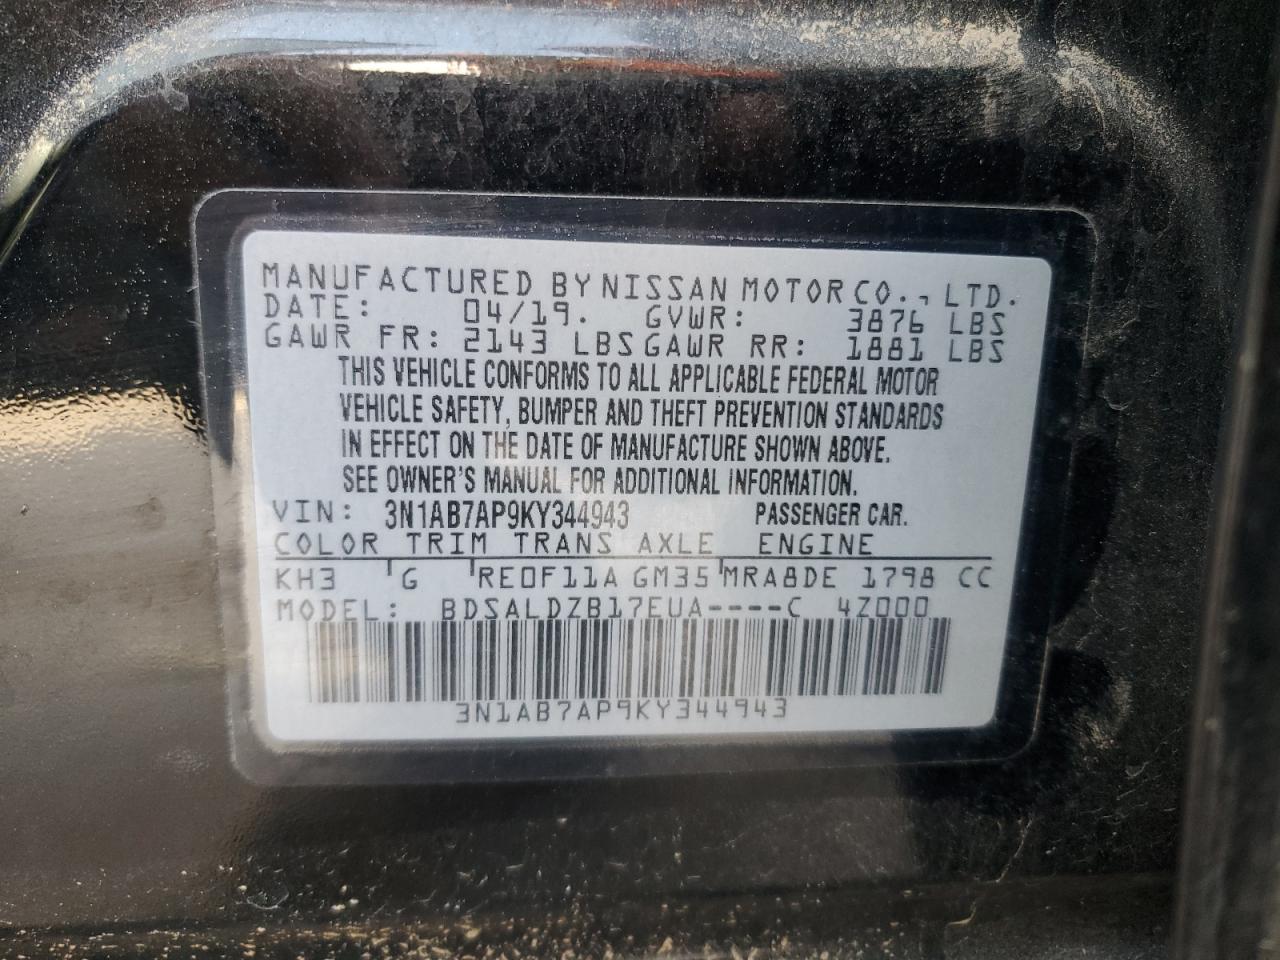 MANUFACTURED BY NISSAN MOTOR CO., LTD.
DATE: 04/19. GVWR: 3876 LBS
GAWR FR: 2143 LBS GAWR RR: 1881 LBS
THIS VEHICLE CONFORMS TO ALL APPLICABLE FEDERAL MOTOR
VEHICLE SAFETY, BUMPER AND THEFT PREVENTION STANDARDS
IN EFFECT ON THE DATE OF MANUFACTURE SHOWN ABOVE.
SEE OWNER'S MANUAL FOR ADDITIONAL INFORMATION.
VIN: 3N1AB7AP9KY344943 PASSENGER CAR.
COLOR TRIM TRANS AXLE ENGINE
KH3 G RE0F11A GM35 MRA8DE 1798 CC
MODEL: BDSALDZB17EUA----C 4Z000
3N1AB7AP9KY344943